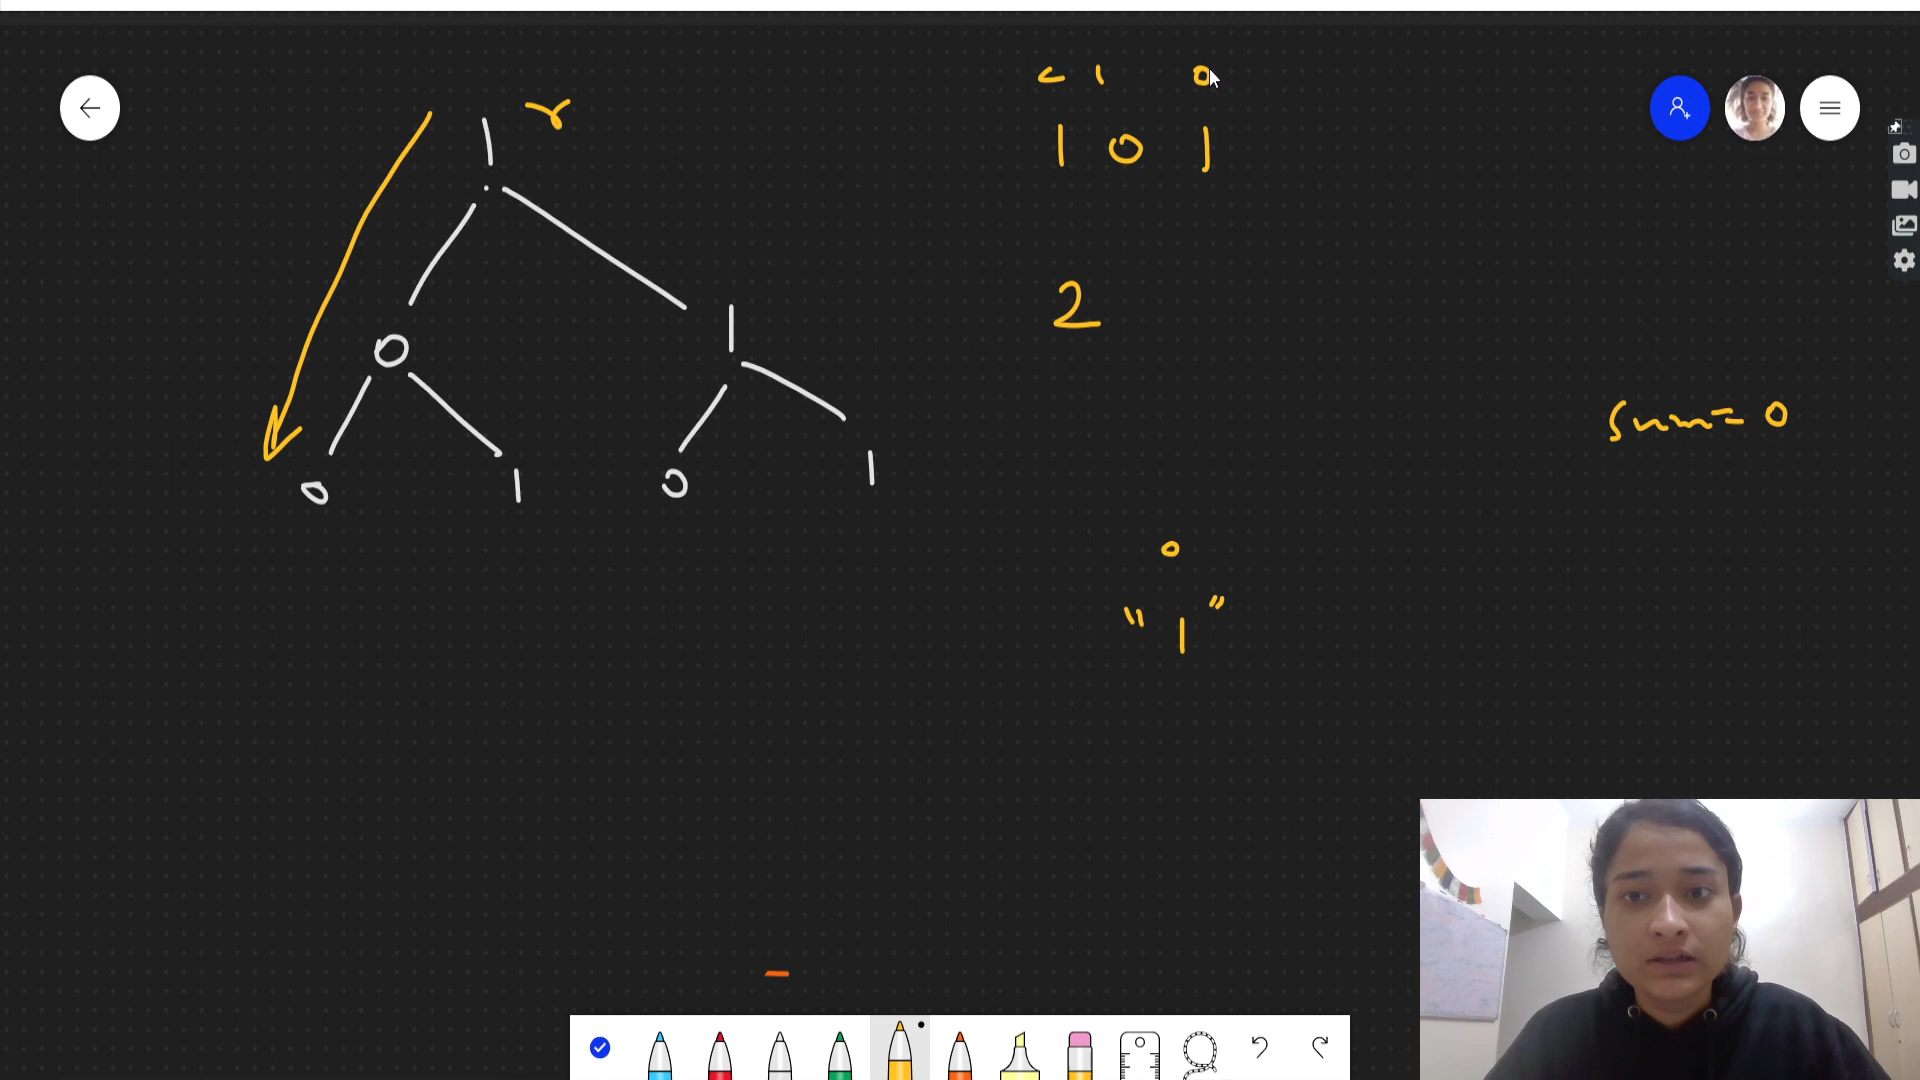 1 r
0 1
0 1 0 1
1 0
1 0 1
2
sum = 0
0
" 1 "